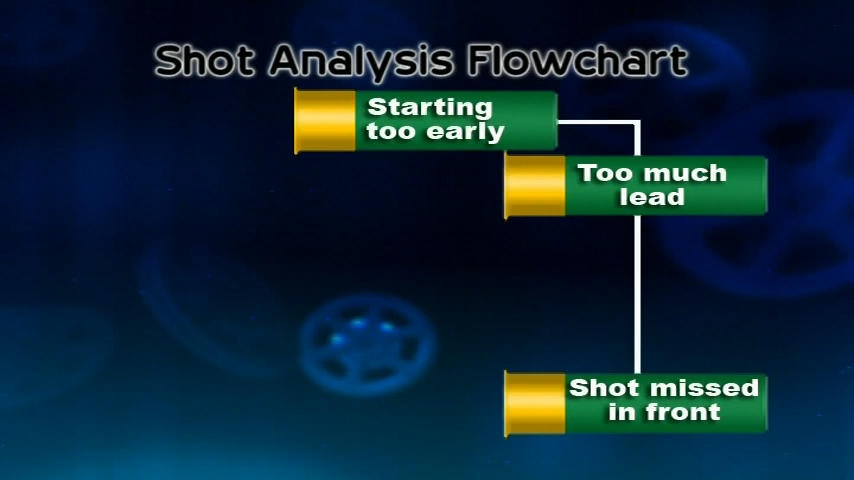 Shot Analysis Flowchart
Starting
too early
Too much
lead
Shot missed
in front